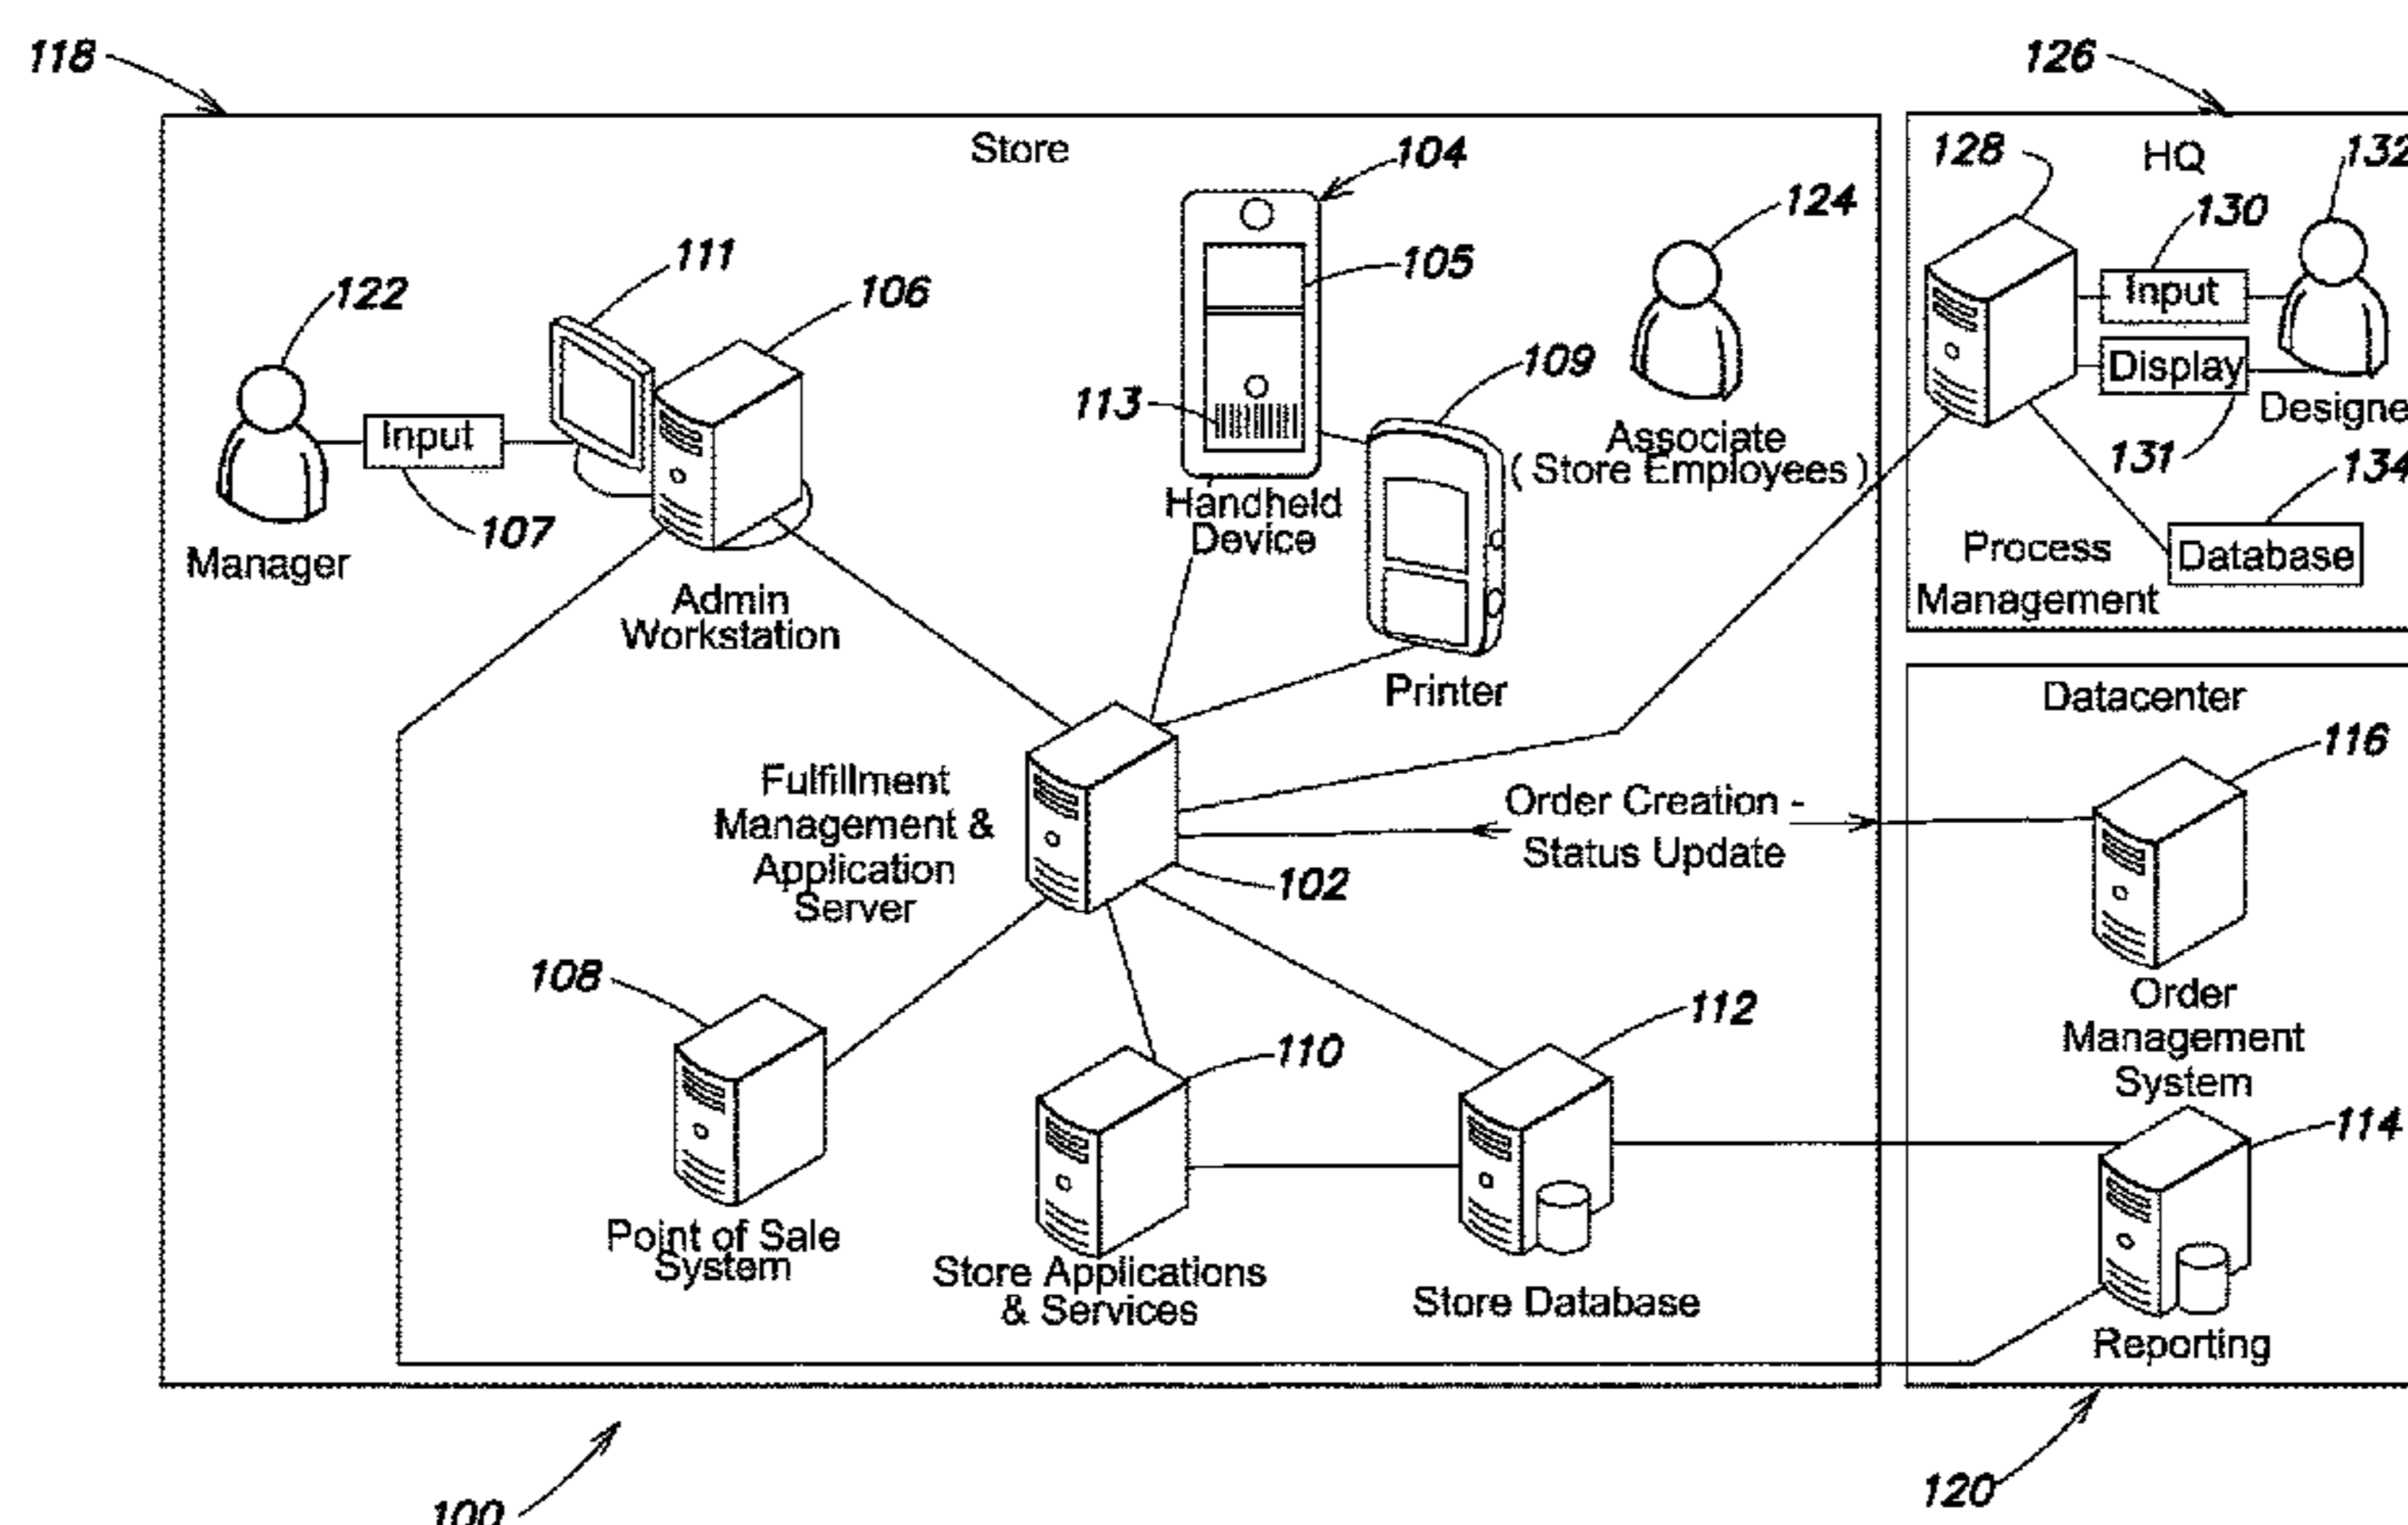 118
126
Store
104
128
HQ
132
124
130
111
105
122
106
Input
109
Input
113
Display
Designe
Associate
( Store Employees )
131
134
107
Handheld
Device
Manager
Process
Management
Database
Admin
Workstation
Printer
Datacenter
116
Fulfillment
Management &
Application
Server
Order Creation -
Status Update
102
108
112
Order
Management
System
110
114
Point of Sale
System
Store Applications
& Services
Store Database
Reporting
100
120